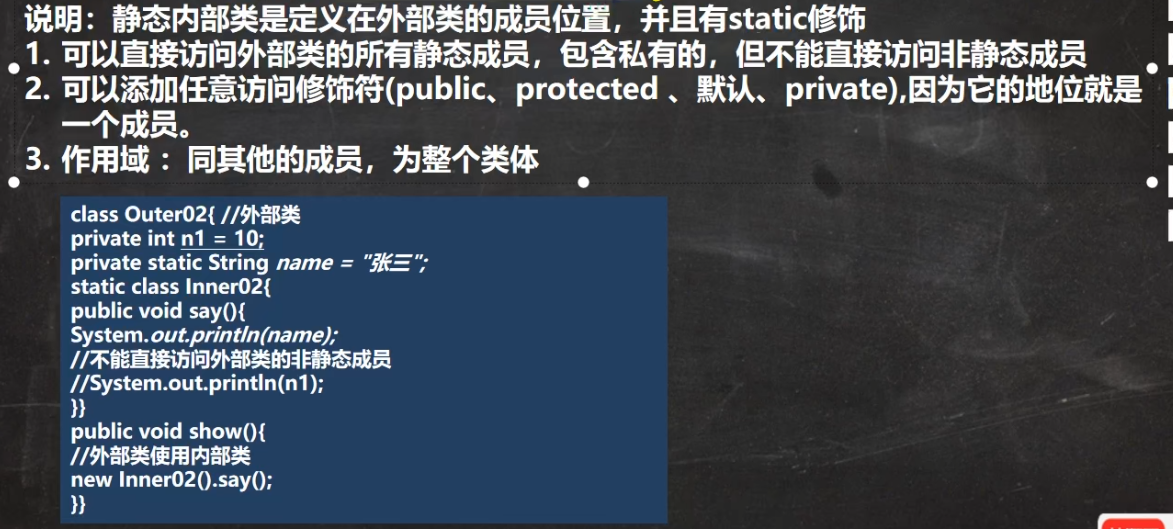 说明：静态内部类是定义在外部类的成员位置，并且有static修饰
1. 可以直接访问外部类的所有静态成员，包含私有的，但不能直接访问非静态成员
2. 可以添加任意访问修饰符(public、protected 、默认、private),因为它的地位就是
一个成员。
3. 作用域 ：同其他的成员，为整个类体
class Outer02{ //外部类
private int n1 = 10;
private static String name = "张三";
static class Inner02{
public void say(){
System.out.println(name);
//不能直接访问外部类的非静态成员
//System.out.println(n1);
}}
public void show(){
//外部类使用内部类
new Inner02().say();
}}